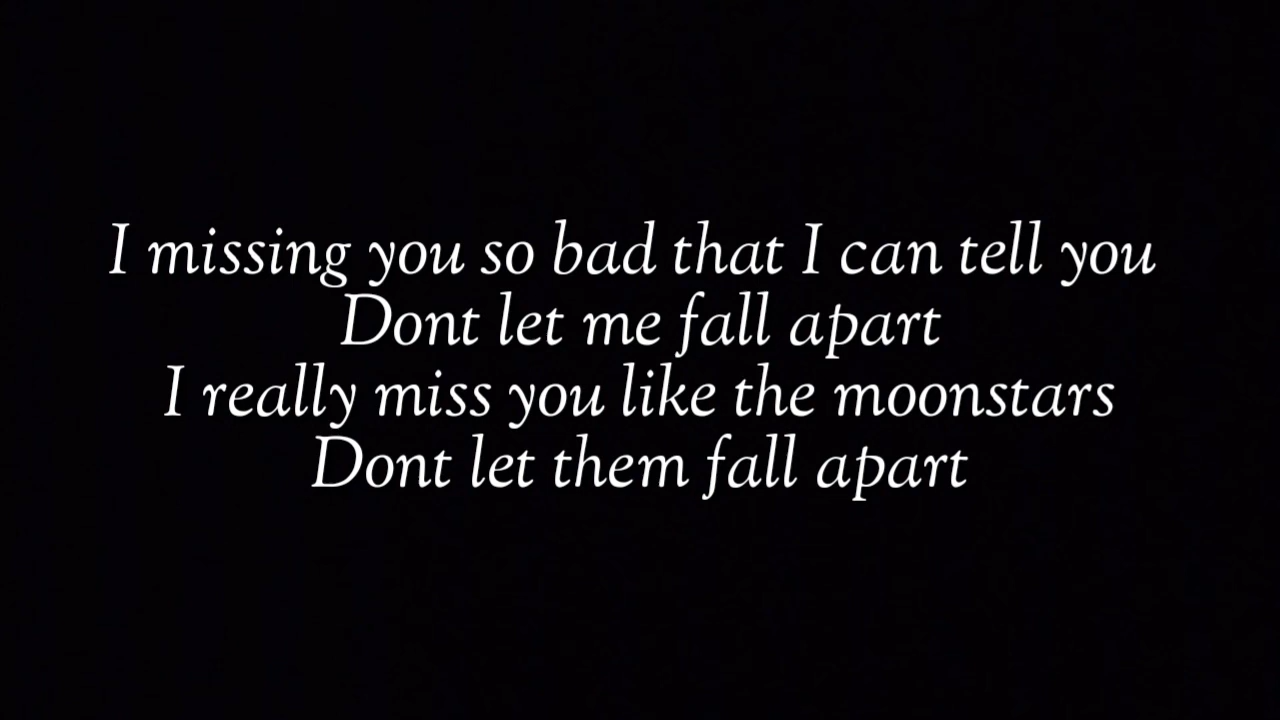 I missing you so bad that I can tell you
Dont let me fall apart
I really miss you like the moonstars
Dont let them fall apart